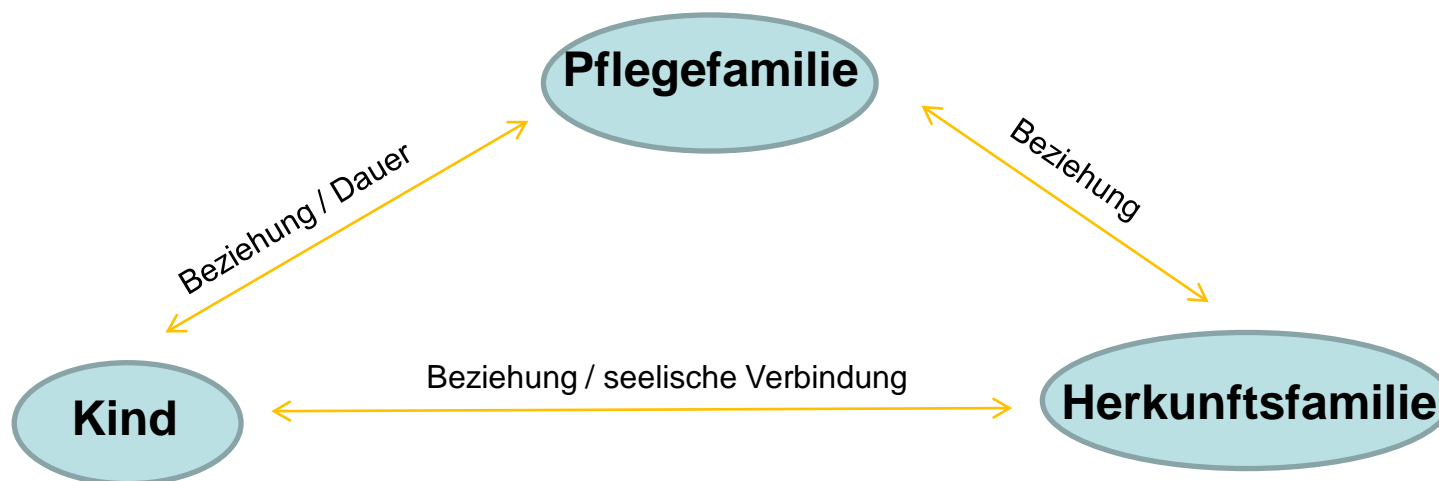 Pflegefamilie
Beziehung / Dauer
Beziehung
Beziehung / seelische Verbindung
Kind
Herkunftsfamilie